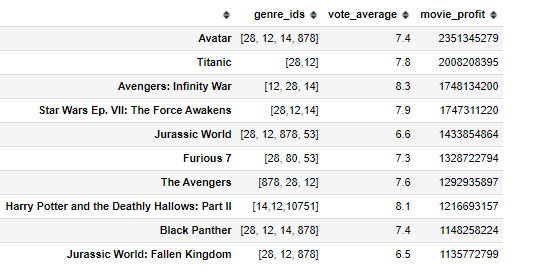 genre_ids vote_average movie_profit
Avatar [28, 12, 14, 878] 7.4 2351345279
Titanic [28,12] 7.8 2008208395
Avengers: Infinity War [12, 28, 14] 8.3 1748134200
Star Wars Ep. VII: The Force Awakens [28,12,14] 7.9 1747311220
Jurassic World [28, 12, 878, 53] 6.6 1433854864
Furious 7 [28, 80, 53] 7.3 1328722794
The Avengers [878, 28, 12] 7.6 1292935897
Harry Potter and the Deathly Hallows: Part II [14,12,10751] 8.1 1216693157
Black Panther [28, 12, 14, 878] 7.4 1148258224
Jurassic World: Fallen Kingdom [28, 12, 878] 6.5 1135772799